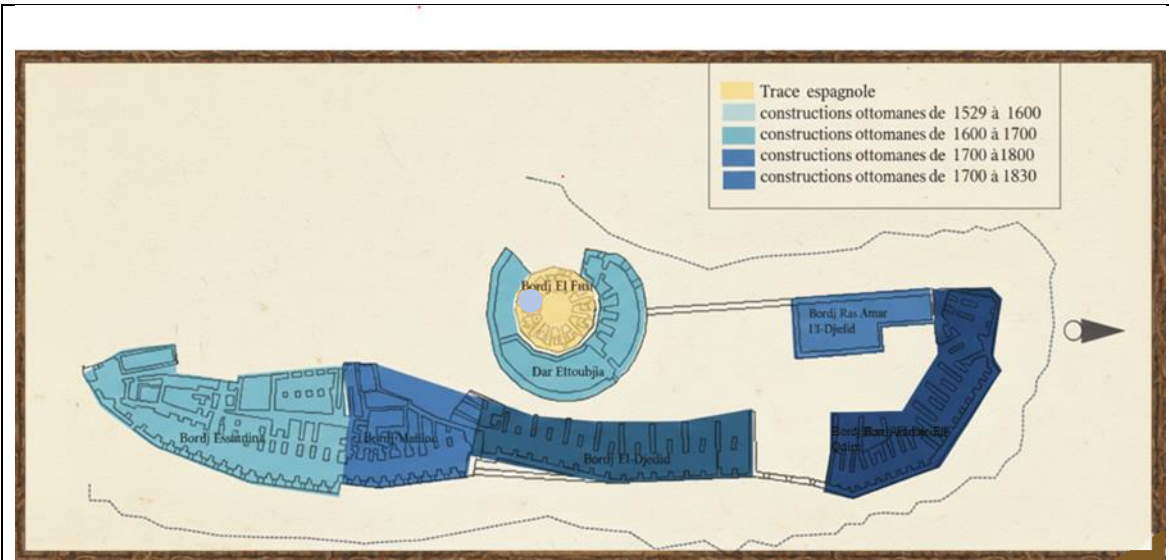 Trace espagnole
constructions ottomanes de 1529 à 1600
constructions ottomanes de 1600 à 1700
constructions ottomanes de 1700 à1800
constructions ottomanes de 1700 à 1830
Bordj El Fnar
Dar Ettoubjia
Bordj Ras Amar
El-Djedid
Bordj Essardina
Bordj
Bordj El-Djedid
Bordj